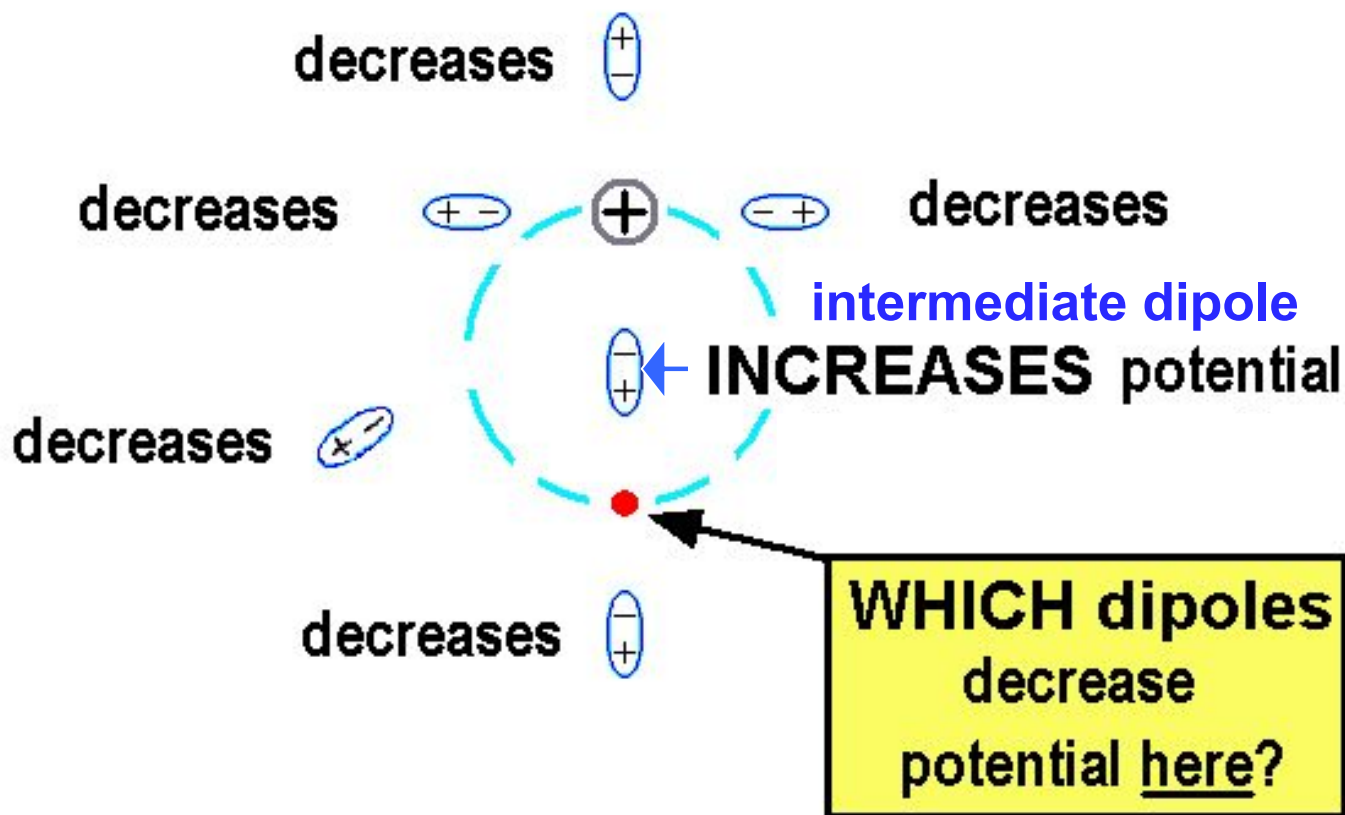 decreases
+
−
decreases
+ −
+
− +
decreases
intermediate dipole
−
+
INCREASES potential
decreases
+ −
decreases
−
+
WHICH dipoles
decrease
potential here?